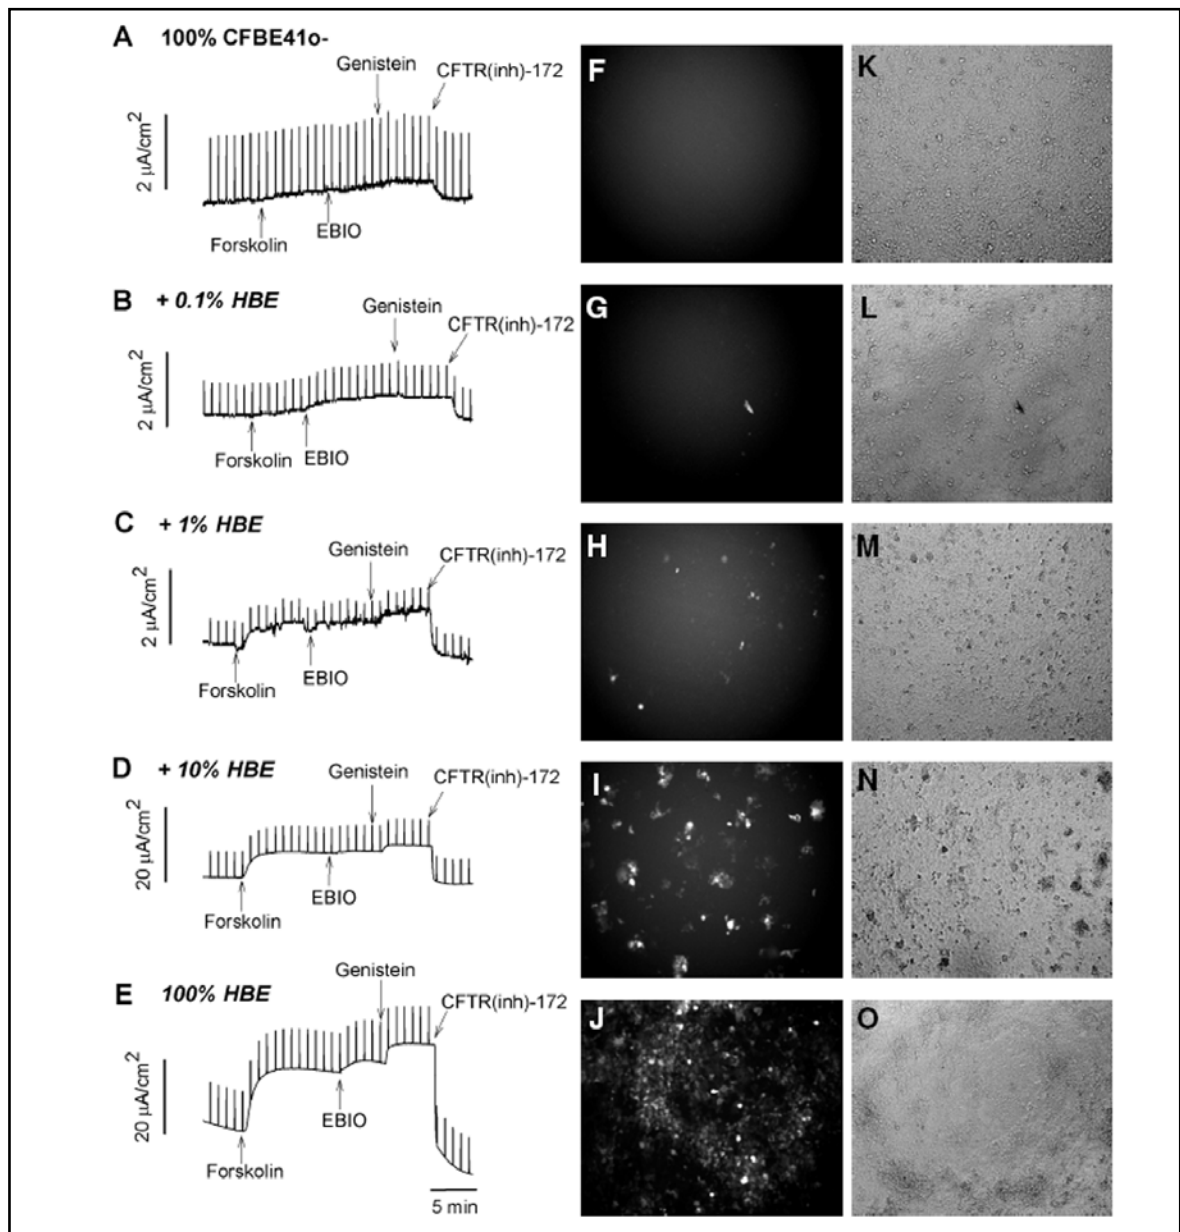 A 100% CFBE41o-
Genistein
CFTR(inh)-172
2 µA/cm2
Forskolin
EBIO
F
K
B + 0.1% HBE
Genistein
CFTR(inh)-172
2 µA/cm2
Forskolin
EBIO
G
L
C + 1% HBE
Genistein
CFTR(inh)-172
2 µA/cm2
Forskolin
EBIO
H
M
D + 10% HBE
Genistein
CFTR(inh)-172
20 µA/cm2
Forskolin
EBIO
I
N
E 100% HBE
Genistein
CFTR(inh)-172
20 µA/cm2
Forskolin
EBIO
5 min
J
O